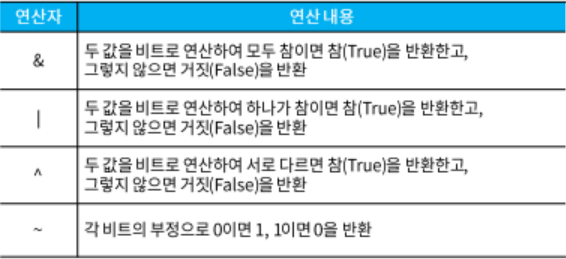 연산자 연산 내용
& 두 값을 비트로 연산하여 모두 참이면 참(True)을 반환한고,
그렇지 않으면 거짓(False)을 반환
| 두 값을 비트로 연산하여 하나가 참이면 참(True)을 반환한고,
그렇지 않으면 거짓(False)을 반환
^ 두 값을 비트로 연산하여 서로 다르면 참(True)을 반환한고,
그렇지 않으면 거짓(False)을 반환
~ 각 비트의 부정으로 0이면 1, 1이면 0을 반환